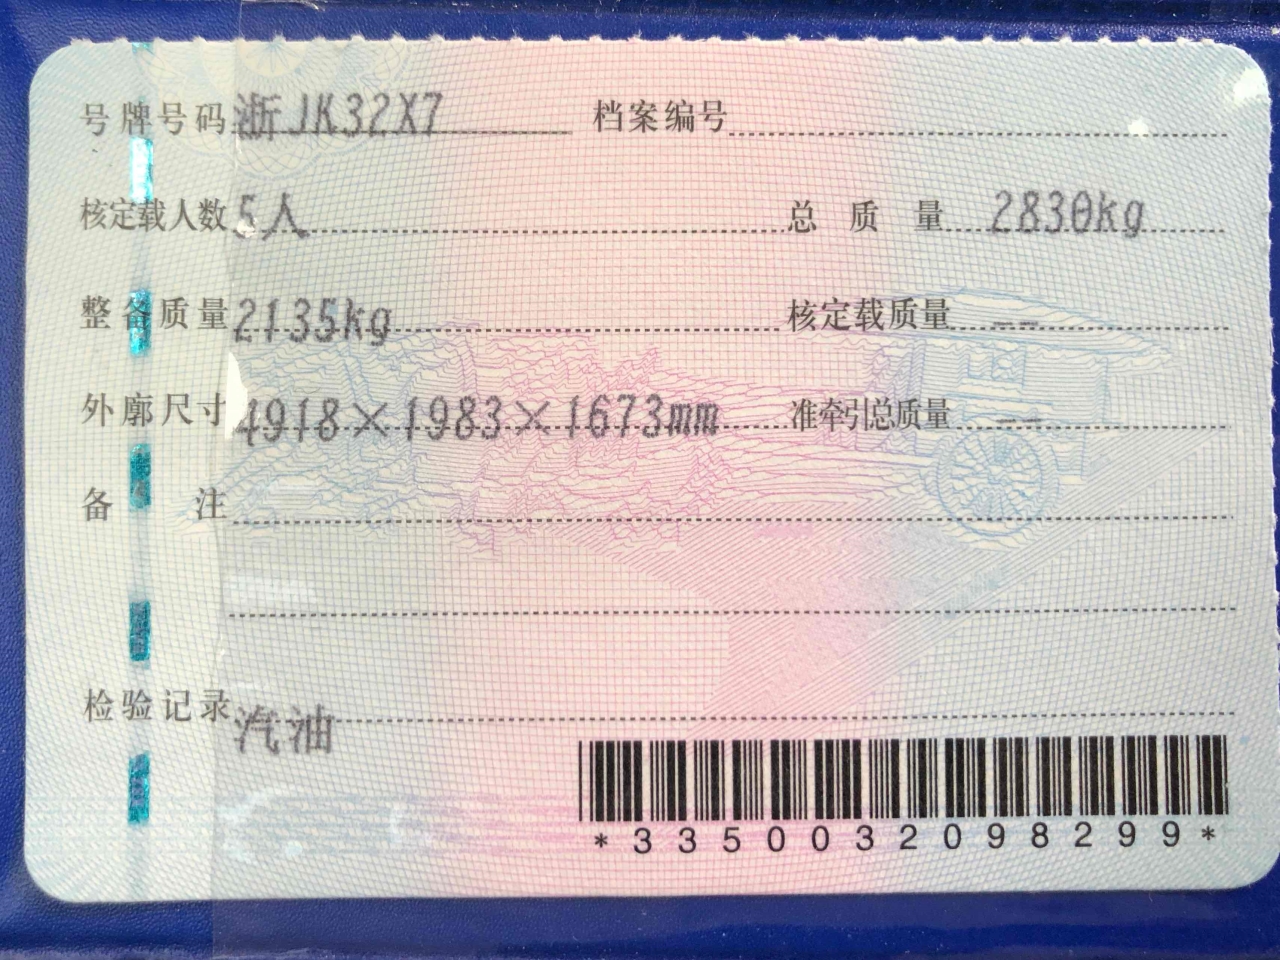 号牌号码 浙JK32X7 档案编号
核定载人数 5人 总质量 2830kg
整备质量 2135kg 核定载质量 --
外廓尺寸 4918×1983×1673mm 准牵引总质量 --
备注
检验记录 汽油
*3350032098299*